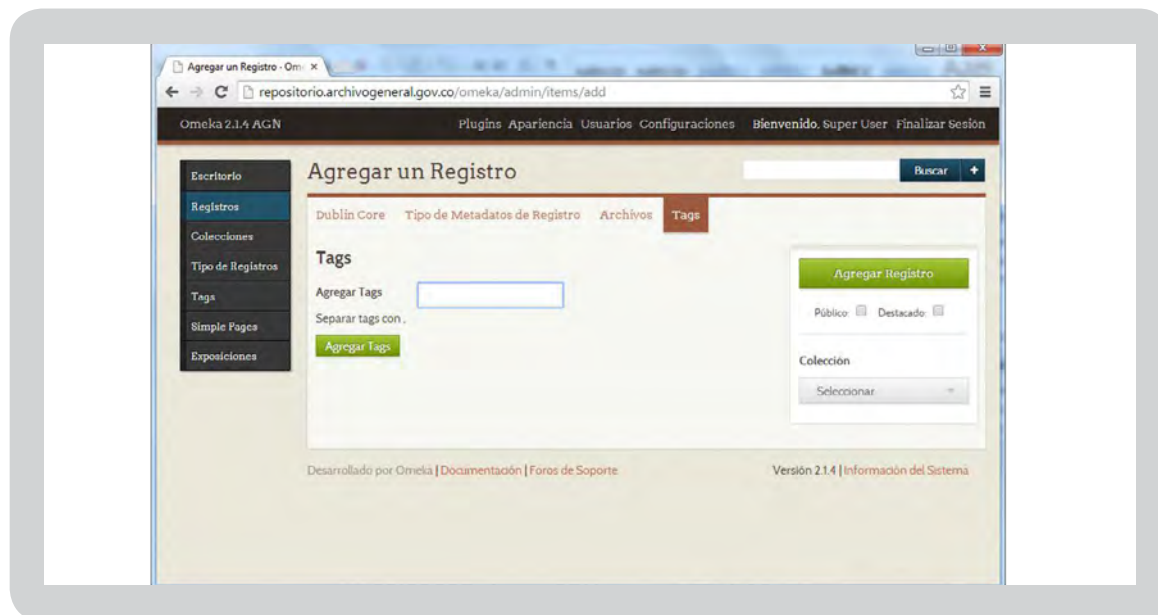 Agregar un Registro · Om
repositorio.archivogeneral.gov.co/omeka/admin/items/add
Omeka 2.1.4 AGN
Plugins Apariencia Usuarios Configuraciones Bienvenido, Super User Finalizar Sesión
Escritorio
Registros
Colecciones
Tipo de Registros
Tags
Simple Pages
Exposiciones
Agregar un Registro
Buscar +
Dublin Core Tipo de Metadatos de Registro Archivos Tags
Tags
Agregar Tags
Separar tags con ,
Agregar Tags
Agregar Registro
Público: Destacado:
Colección
Seleccionar
Desarrollado por Omeka | Documentación | Foros de Soporte
Versión 2.1.4 | Información del Sistema